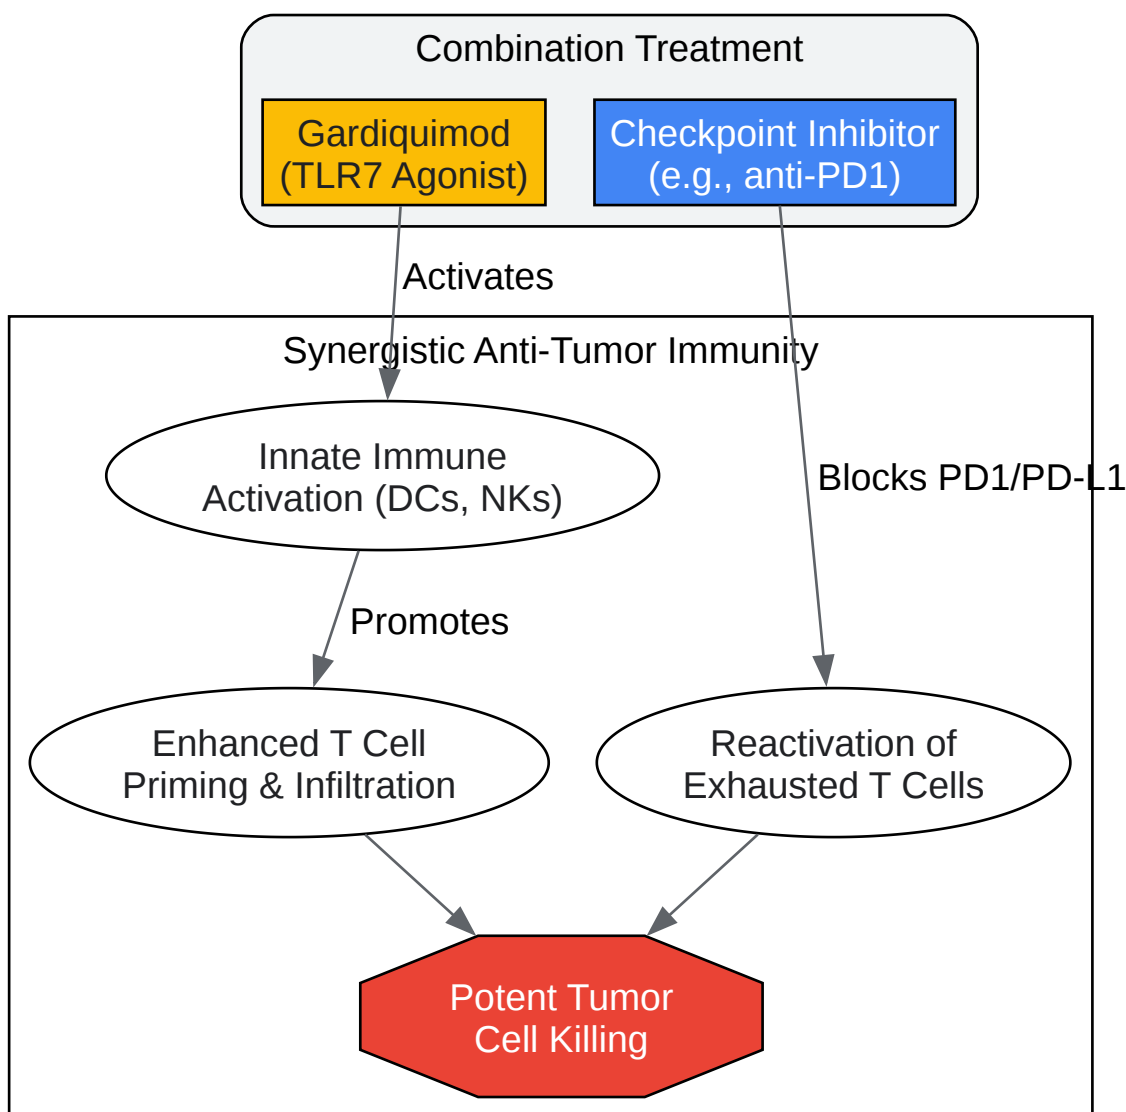 Combination Treatment
Gardiquimod
(TLR7 Agonist)
Checkpoint Inhibitor
(e.g., anti-PD1)
Activates
Synergistic Anti-Tumor Immunity
Innate Immune
Activation (DCs, NKs)
Blocks PD1/PD-L1
Promotes
Enhanced T Cell
Priming & Infiltration
Reactivation of
Exhausted T Cells
Potent Tumor
Cell Killing